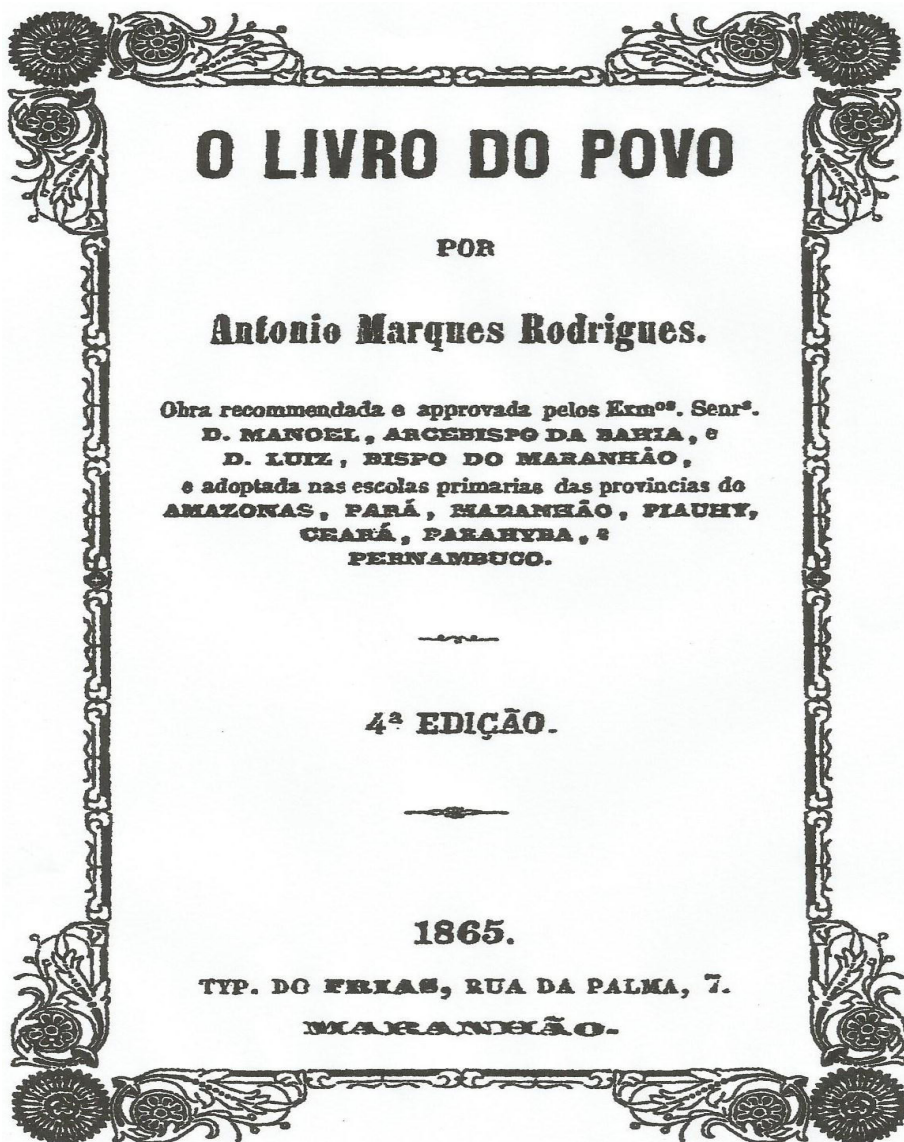 O LIVRO DO POVO
POR
Antonio Marques Rodrigues.
Obra recommendada e approvada pelos Exmᵒˢ. Senrˢ.
D. MANOEL, ARCEBISPO DA BAHIA, e
D. LUIZ, BISPO DO MARANHÃO,
e adoptada nas escolas primarias das provincias do
AMAZONAS, PARÁ, MARANHÃO, PIAUHY,
CEARÁ, PARAHYBA, e
PERNAMBUCO.
4ª EDIÇÃO.
1865.
TYP. DO FRIAS, RUA DA PALMA, 7.
MARANHÃO.